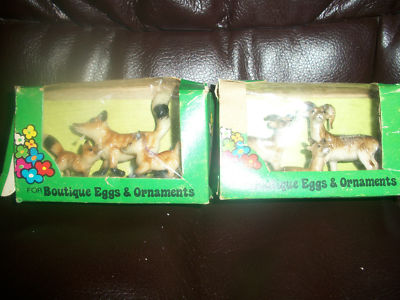 FOR Boutique Eggs & Ornaments
Boutique Eggs & Ornaments